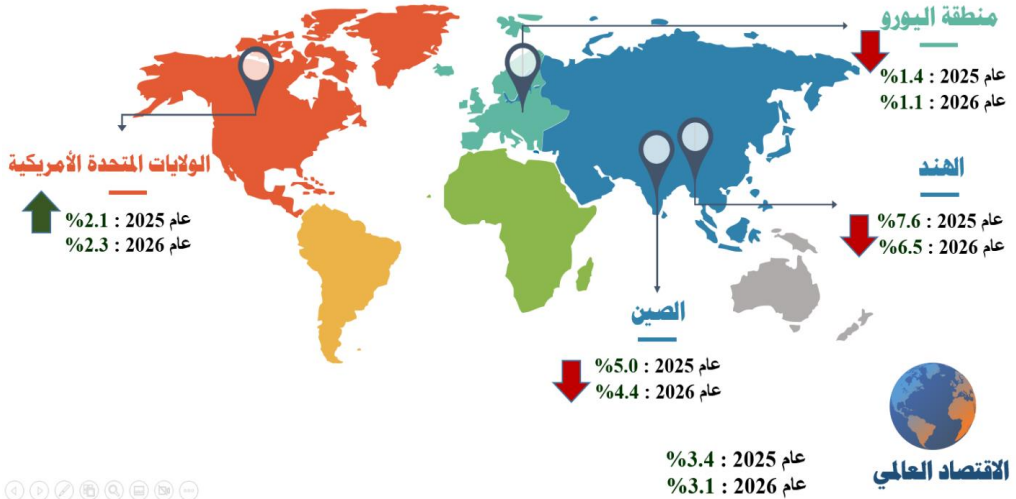 منطقة اليورو
عام 2025 : 1.4%
عام 2026 : 1.1%
الولايات المتحدة الأمريكية
عام 2025 : 2.1%
عام 2026 : 2.3%
الهند
عام 2025 : 7.6%
عام 2026 : 6.5%
الصين
عام 2025 : 5.0%
عام 2026 : 4.4%
الاقتصاد العالمي
عام 2025 : 3.4%
عام 2026 : 3.1%